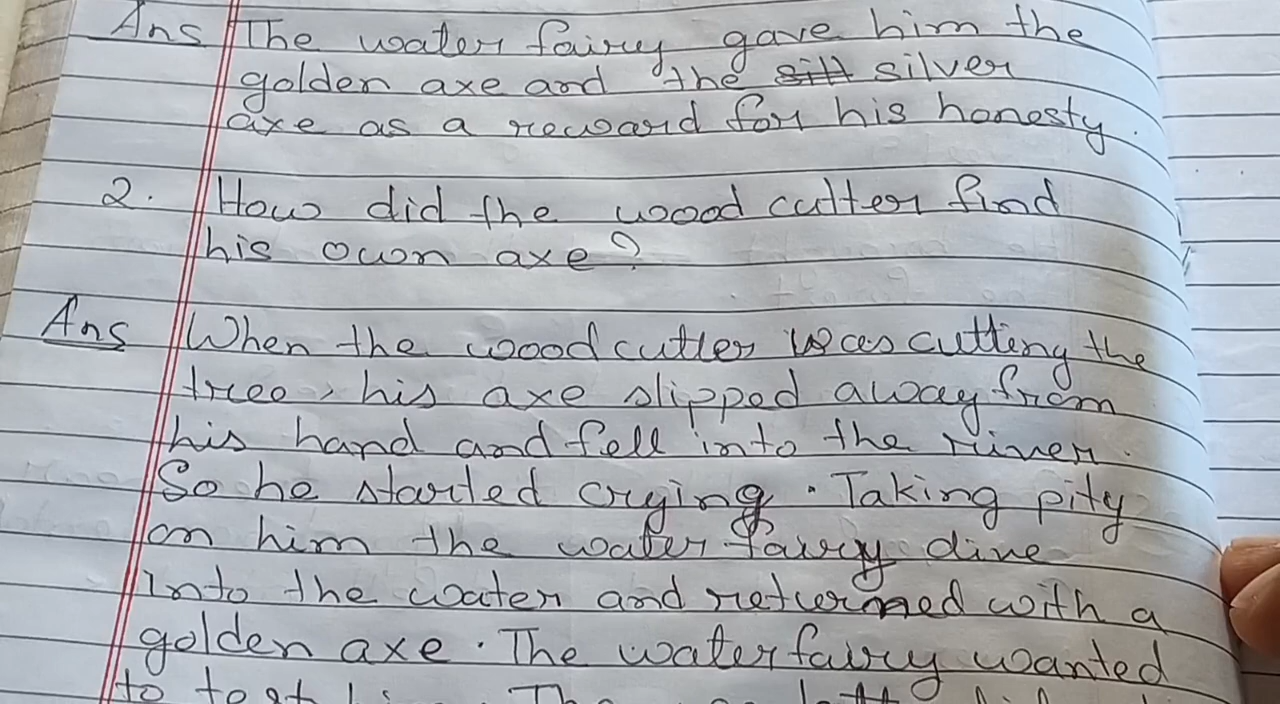 Ans The water fairy gave him the
golden axe and the silver
axe as a reward for his honesty.
2. How did the wood cutter find
his own axe?
Ans When the woodcutter was cutting the
tree, his axe slipped away from
his hand and fell into the river.
So he started crying. Taking pity
on him the water fairy dive
into the water and returned with a
golden axe. The water fairy wanted
to test